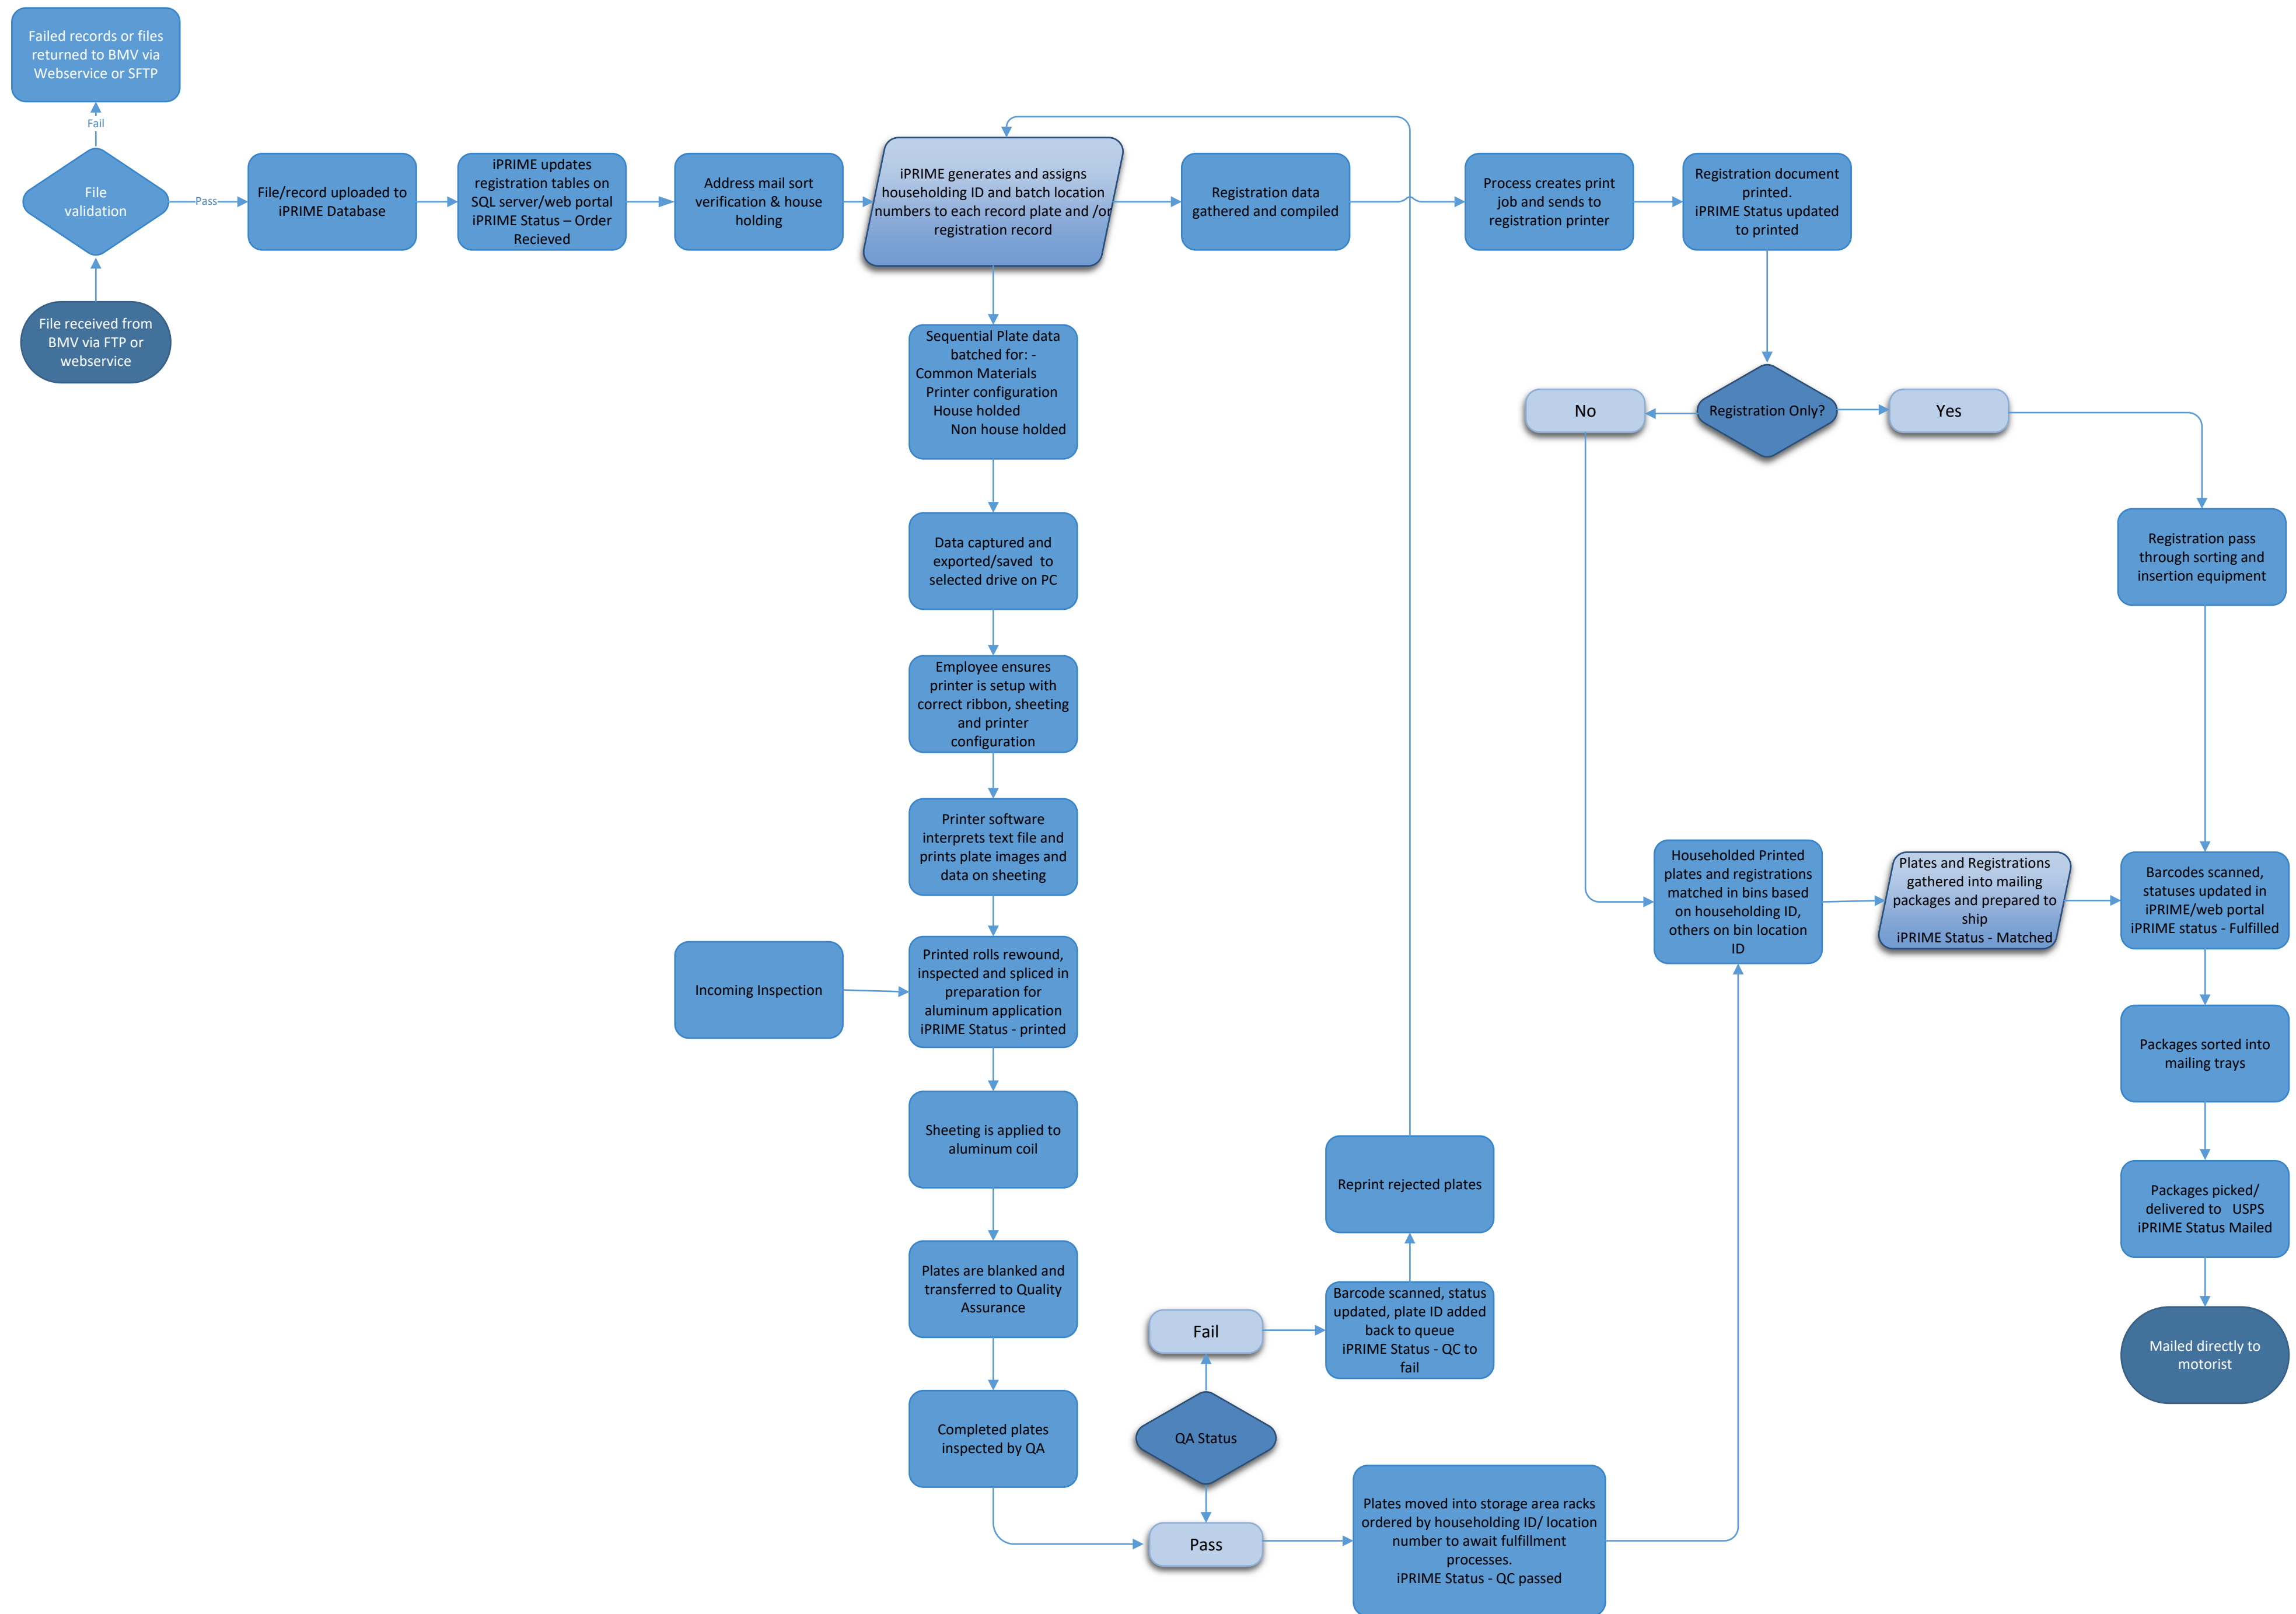 Failed records or files
returned to BMV via
Webservice or SFTP
Fail
File
validation
Pass
File received from
BMV via FTP or
webservice
File/record uploaded to
iPRIME Database
iPRIME updates
registration tables on
SQL server/web portal
iPRIME Status – Order
Recieved
Address mail sort
verification & house
holding
iPRIME generates and assigns
householding ID and batch location
numbers to each record plate and /or
registration record
Registration data
gathered and compiled
Process creates print
job and sends to
registration printer
Registration document
printed.
iPRIME Status updated
to printed
Sequential Plate data
batched for: -
Common Materials
Printer configuration
House holded
Non house holded
No
Registration Only?
Yes
Data captured and
exported/saved to
selected drive on PC
Registration pass
through sorting and
insertion equipment
Employee ensures
printer is setup with
correct ribbon, sheeting
and printer
configuration
Printer software
interprets text file and
prints plate images and
data on sheeting
Householded Printed
plates and registrations
matched in bins based
on householding ID,
others on bin location
ID
Plates and Registrations
gathered into mailing
packages and prepared to
ship
iPRIME Status - Matched
Barcodes scanned,
statuses updated in
iPRIME/web portal
iPRIME status - Fulfilled
Incoming Inspection
Printed rolls rewound,
inspected and spliced in
preparation for
aluminum application
iPRIME Status - printed
Packages sorted into
mailing trays
Sheeting is applied to
aluminum coil
Reprint rejected plates
Packages picked/
delivered to USPS
iPRIME Status Mailed
Plates are blanked and
transferred to Quality
Assurance
Fail
Barcode scanned, status
updated, plate ID added
back to queue
iPRIME Status - QC to
fail
Mailed directly to
motorist
Completed plates
inspected by QA
QA Status
Pass
Plates moved into storage area racks
ordered by householding ID/ location
number to await fulfillment
processes.
iPRIME Status - QC passed